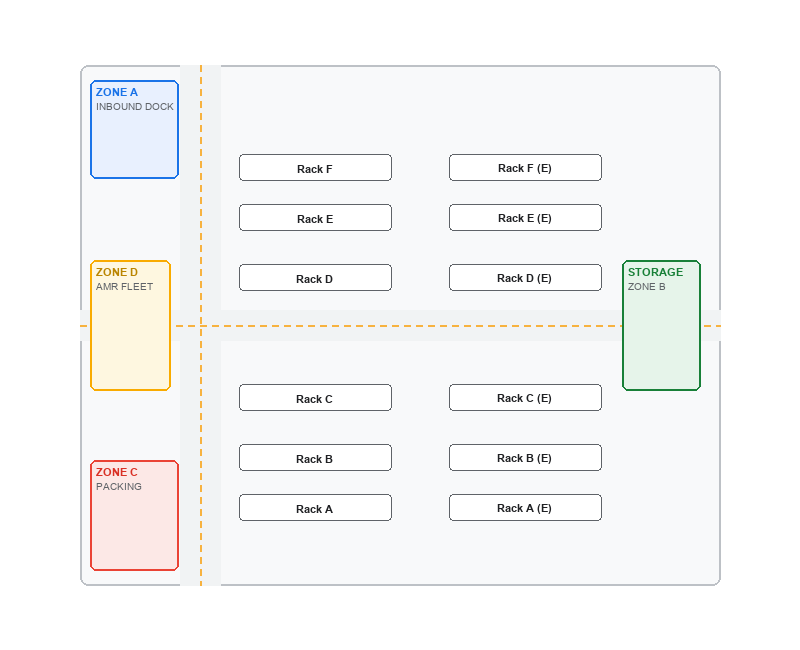 ZONE A
INBOUND DOCK
Rack F
Rack F (E)
Rack E
Rack E (E)
ZONE D
AMR FLEET
Rack D
Rack D (E)
STORAGE
ZONE B
Rack C
Rack C (E)
Rack B
Rack B (E)
ZONE C
PACKING
Rack A
Rack A (E)